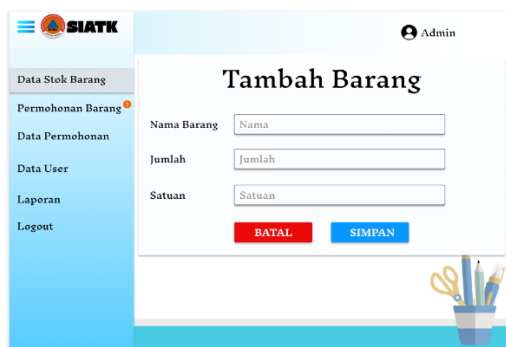 SIATK
Admin
Data Stok Barang
Permohonan Barang
Data Permohonan
Data User
Laporan
Logout
Tambah Barang
Nama Barang
Nama
Jumlah
Jumlah
Satuan
Satuan
BATAL
SIMPAN